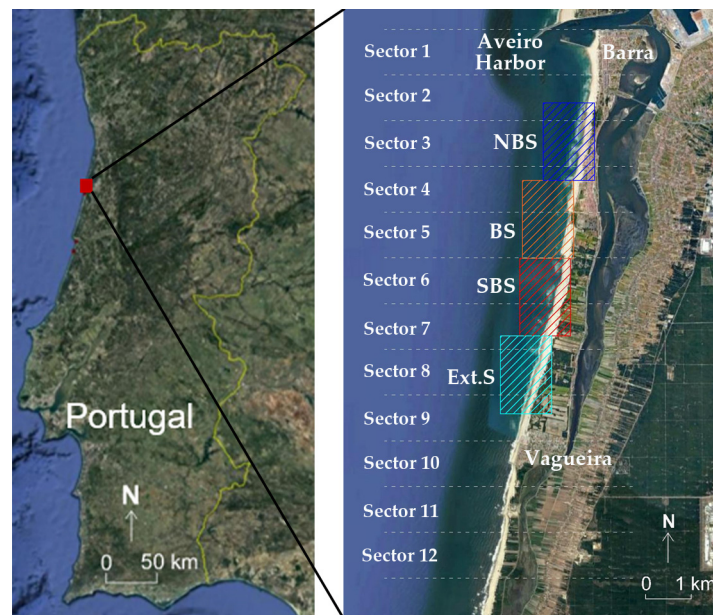 Portugal
N
0 50 km
Aveiro
Harbor
Barra
Sector 1
Sector 2
Sector 3
NBS
Sector 4
Sector 5
BS
Sector 6
SBS
Sector 7
Sector 8
Ext.S
Sector 9
Vagueira
Sector 10
Sector 11
Sector 12
N
0 1 km